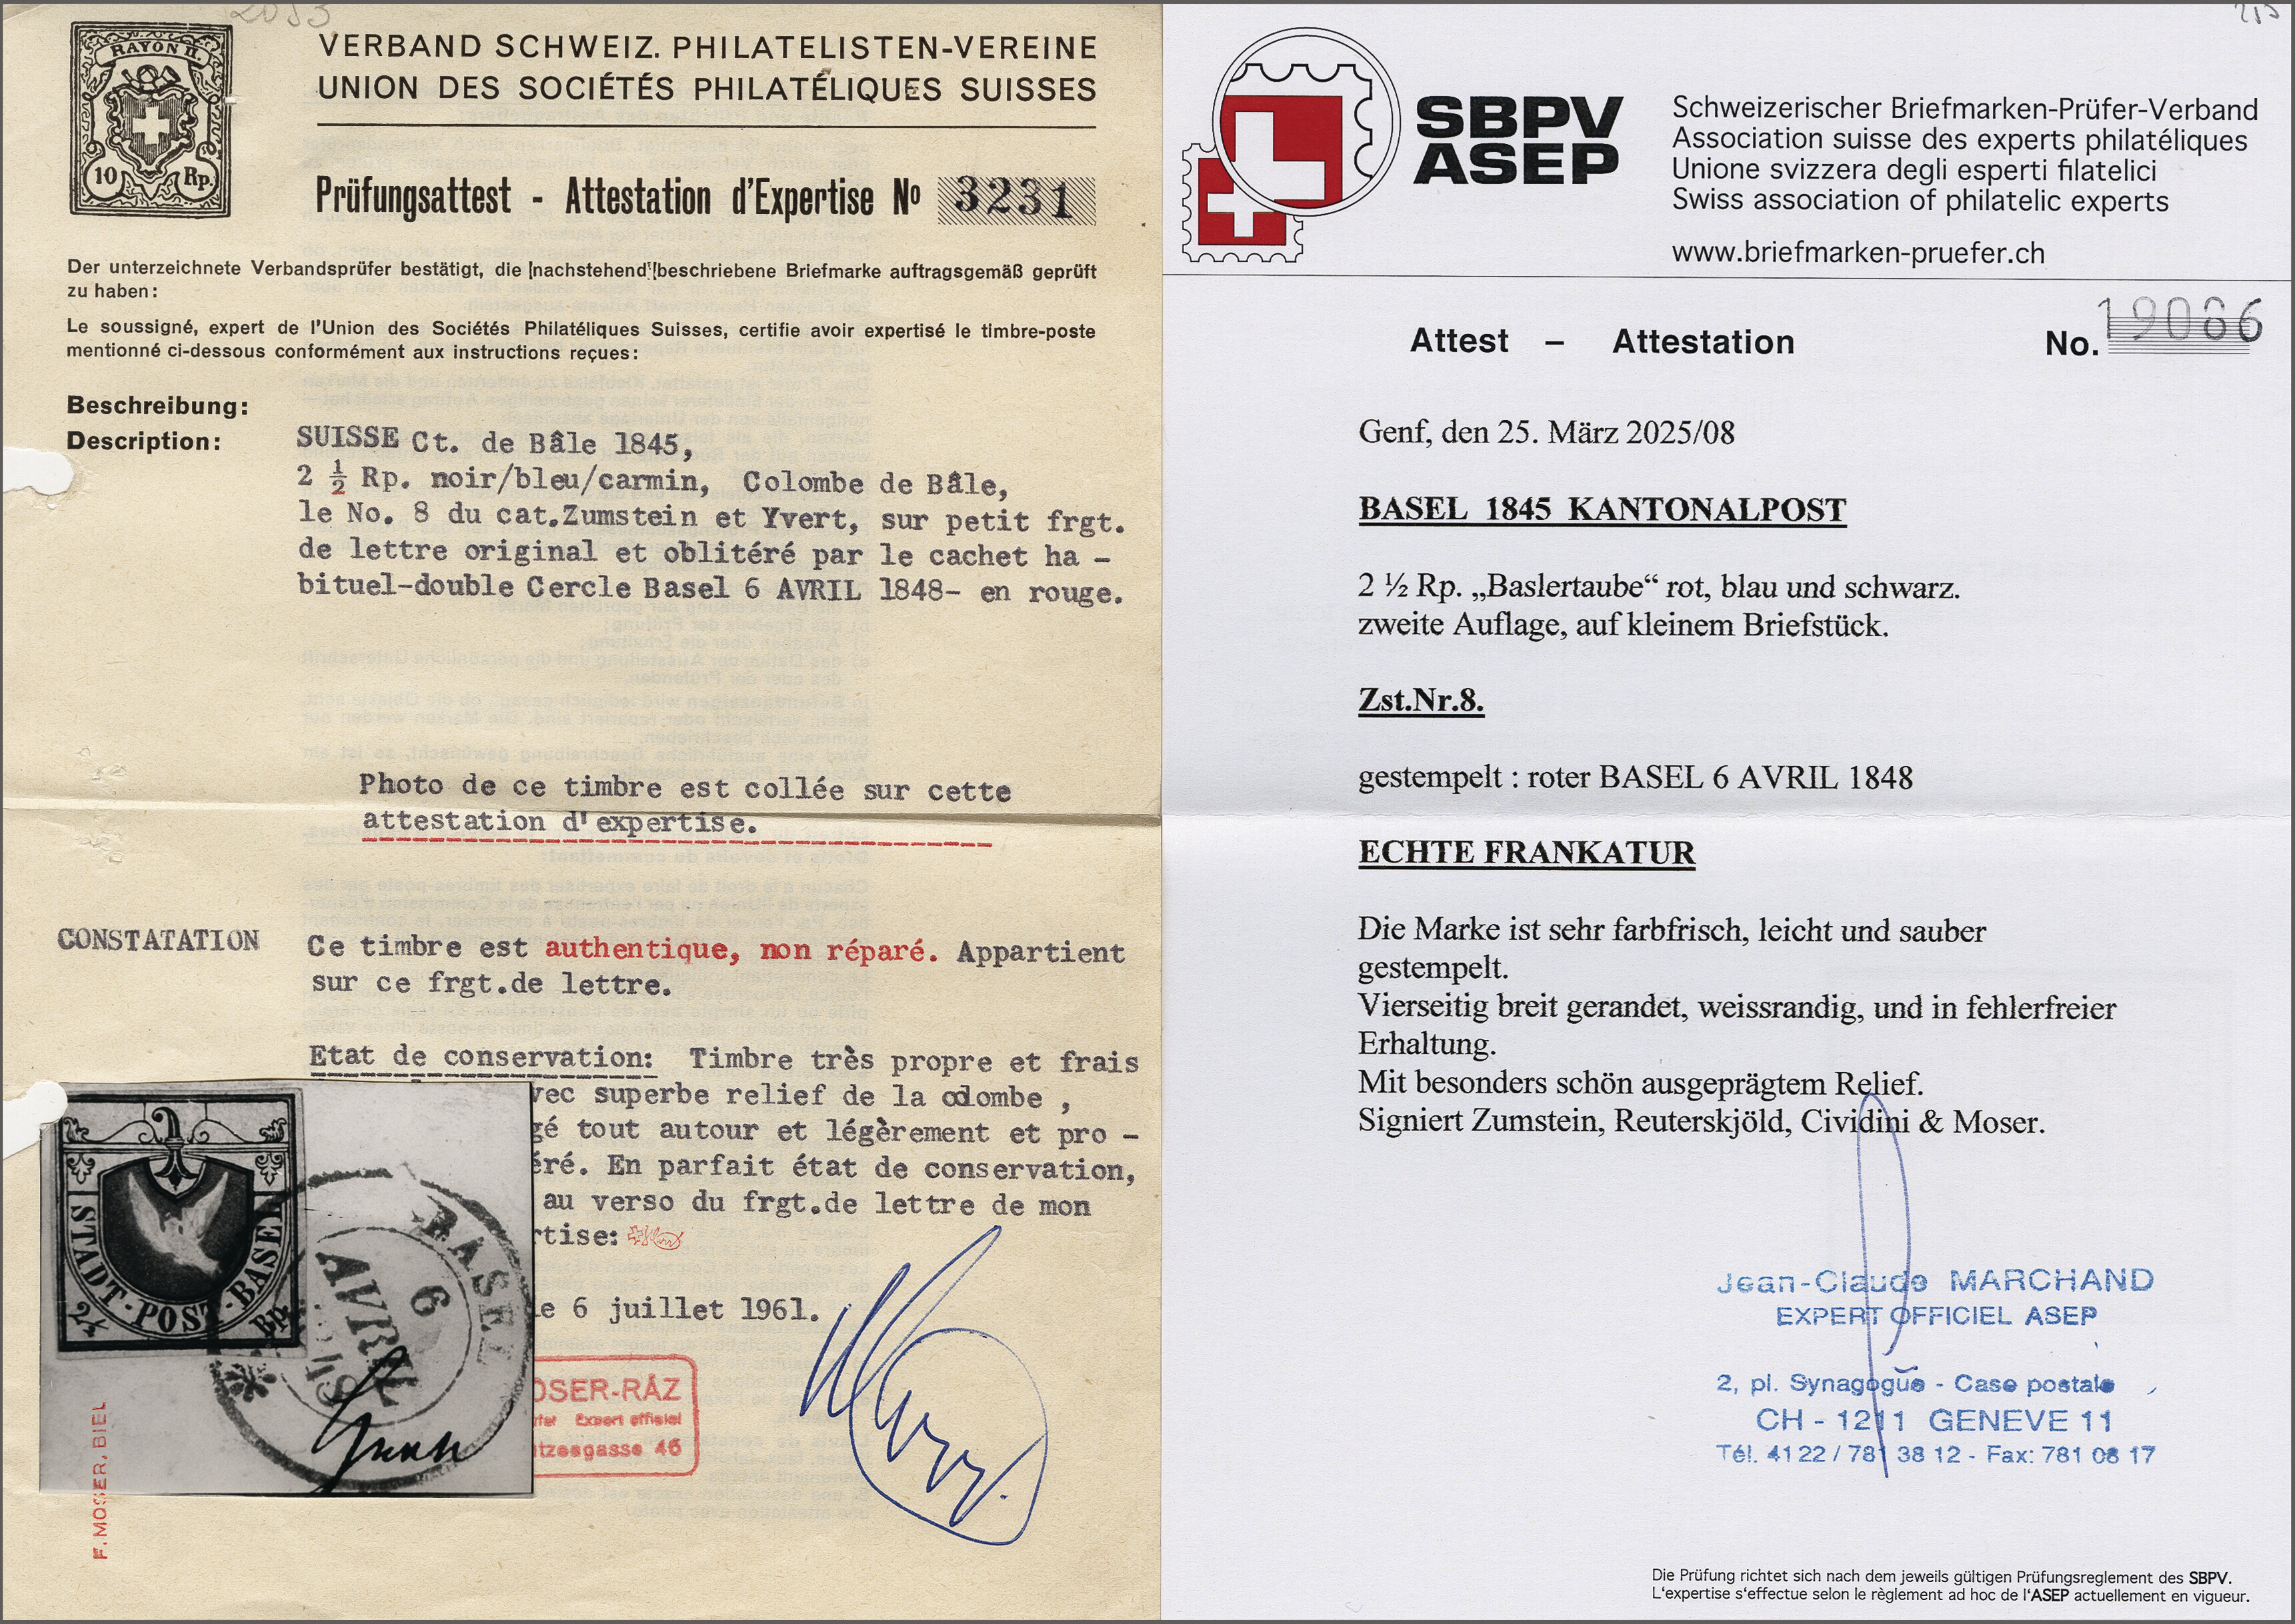 2053
RAYON II
10 Rp.
VERBAND SCHWEIZ. PHILATELISTEN-VEREINE
UNION DES SOCIÉTÉS PHILATÉLIQUES SUISSES
Prüfungsattest - Attestation d'Expertise No 3231
Der unterzeichnete Verbandsprüfer bestätigt, die nachstehend beschriebene Briefmarke auftragsgemäß geprüft
zu haben:
Le soussigné, expert de l'Union des Sociétés Philatéliques Suisses, certifie avoir expertisé le timbre-poste
mentionné ci-dessous conformément aux instructions reçues:
Beschreibung:
Description:
SUISSE Ct. de Bâle 1845,
2 ½ Rp. noir/bleu/carmin, Colombe de Bâle,
le No. 8 du cat.Zumstein et Yvert, sur petit frgt.
de lettre original et oblitéré par le cachet ha -
bituel-double Cercle Basel 6 AVRIL 1848- en rouge.
Photo de ce timbre est collée sur cette
attestation d'expertise.
CONSTATATION
Ce timbre est authentique, non réparé. Appartient
sur ce frgt.de lettre.
Etat de conservation: Timbre très propre et frais
vec superbe relief de la colombe ,
gé tout autour et légèrement et pro -
éré. En parfait état de conservation,
au verso du frgt.de lettre de mon
rtise:
le 6 juillet 1961.
STADT-POST-BASEL
2½ Rp.
BASEL
6
AVRIL
OSER-RÄZ
Expert officiel
tzesgasse 46
F. MOSER, BIEL
SBPV
ASEP
Schweizerischer Briefmarken-Prüfer-Verband
Association suisse des experts philatéliques
Unione svizzera degli esperti filatelici
Swiss association of philatelic experts
www.briefmarken-pruefer.ch
Attest – Attestation No. 19086
Genf, den 25. März 2025/08
BASEL 1845 KANTONALPOST
2 ½ Rp. „Baslertaube“ rot, blau und schwarz.
zweite Auflage, auf kleinem Briefstück.
Zst.Nr.8.
gestempelt : roter BASEL 6 AVRIL 1848
ECHTE FRANKATUR
Die Marke ist sehr farbfrisch, leicht und sauber
gestempelt.
Vierseitig breit gerandet, weissrandig, und in fehlerfreier
Erhaltung.
Mit besonders schön ausgeprägtem Relief.
Signiert Zumstein, Reuterskjöld, Cividini & Moser.
Jean-Claude MARCHAND
EXPERT OFFICIEL ASEP
2, pl. Synagogue - Case postale
CH - 1211 GENEVE 11
Tél. 41 22 / 781 38 12 - Fax: 781 08 17
Die Prüfung richtet sich nach dem jeweils gültigen Prüfungsreglement des SBPV.
L'expertise s'effectue selon le règlement ad hoc de l'ASEP actuellement en vigueur.